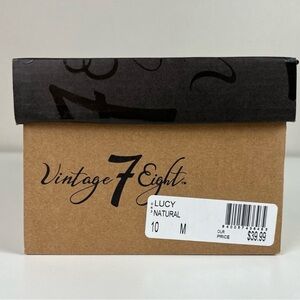 Vintage 7 Eight
LUCY
NATURAL
10 M
OUR PRICE
$39.99